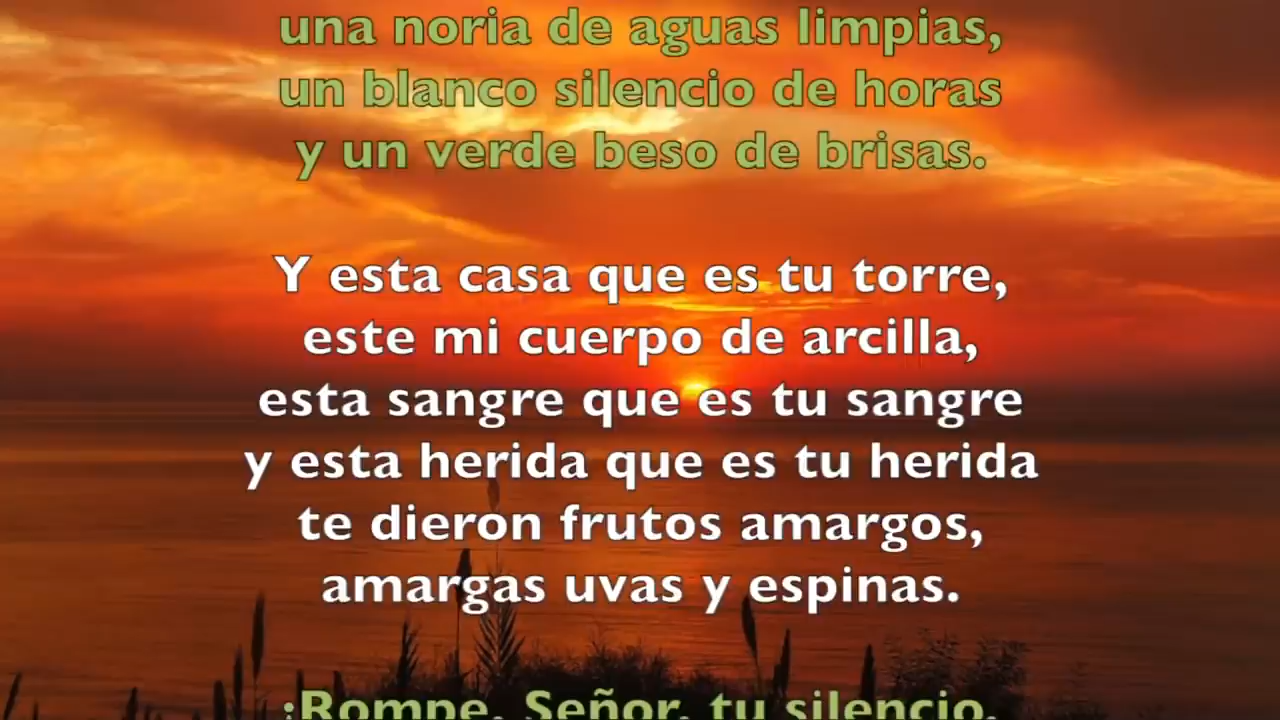 una noria de aguas limpias,
un blanco silencio de horas
y un verde beso de brisas.
Y esta casa que es tu torre,
este mi cuerpo de arcilla,
esta sangre que es tu sangre
y esta herida que es tu herida
te dieron frutos amargos,
amargas uvas y espinas.
¡Rompe, Señor, tu silencio,